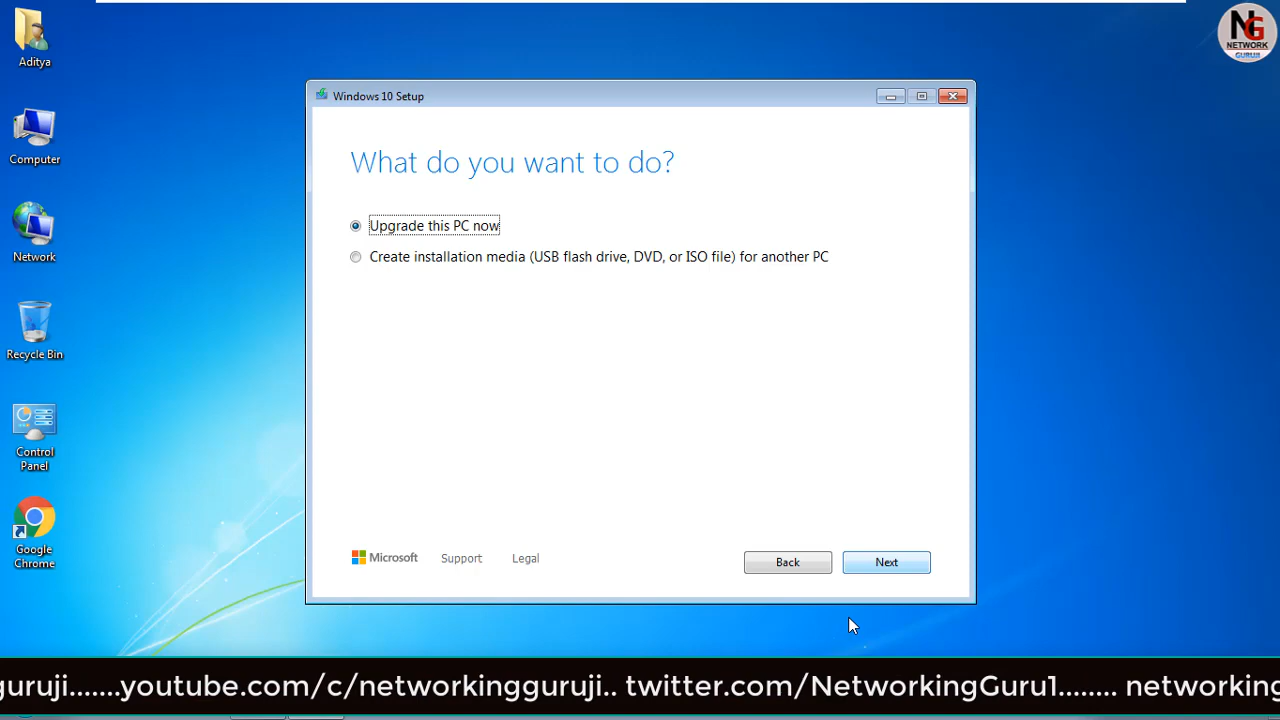 Aditya
Computer
Network
Recycle Bin
Control
Panel
Google
Chrome
Windows 10 Setup
What do you want to do?
Upgrade this PC now
Create installation media (USB flash drive, DVD, or ISO file) for another PC
Microsoft
Support
Legal
Back
Next
NG
NETWORK
GURUJI
guruji.......youtube.com/c/networkingguruji.. twitter.com/NetworkingGuru1........ networking